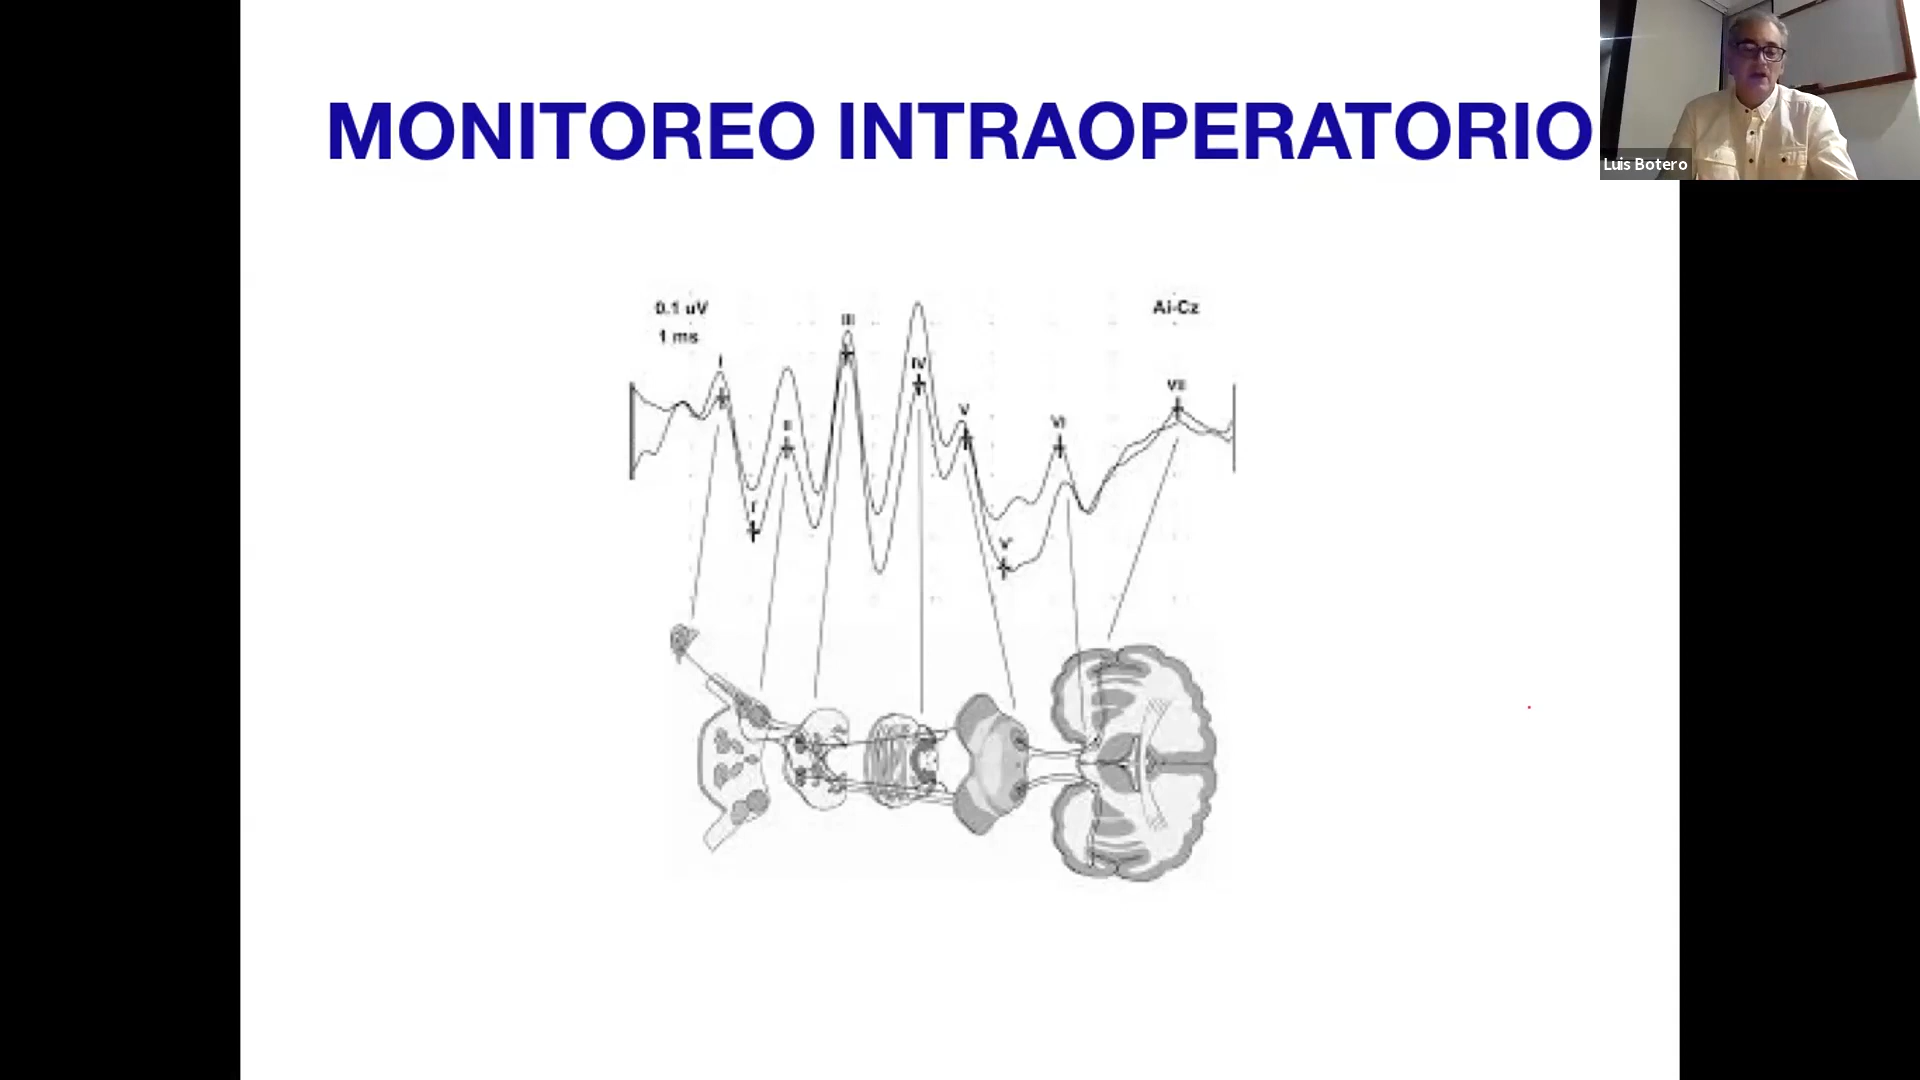 MONITOREO INTRAOPERATORIO
Luis Botero
0.1 uV
Ai-Cz
1 ms
III
I
IV
VII
V
VI
II
I'
V'